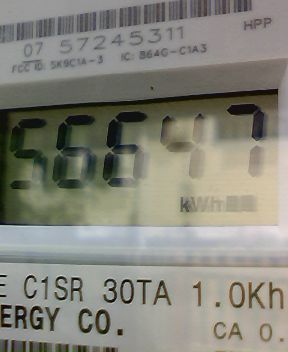 07 57245311
HPP
FCC ID: SK9C1A-3 IC: 864G-C1A3
56647
kWh
E C1SR 30TA 1.0Kh
ERGY CO.
CA 0.